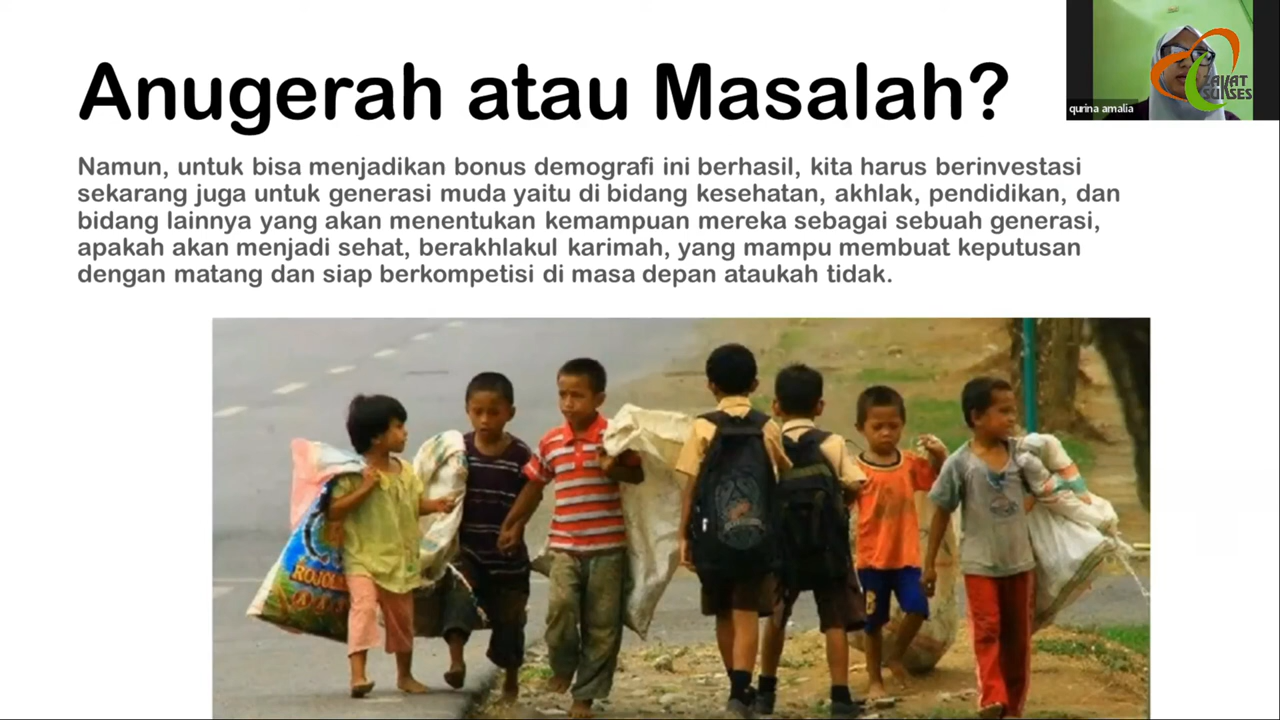 Anugerah atau Masalah?
Namun, untuk bisa menjadikan bonus demografi ini berhasil, kita harus berinvestasi
sekarang juga untuk generasi muda yaitu di bidang kesehatan, akhlak, pendidikan, dan
bidang lainnya yang akan menentukan kemampuan mereka sebagai sebuah generasi,
apakah akan menjadi sehat, berakhlakul karimah, yang mampu membuat keputusan
dengan matang dan siap berkompetisi di masa depan ataukah tidak.
ZAKAT
SUKSES
qurina amalia